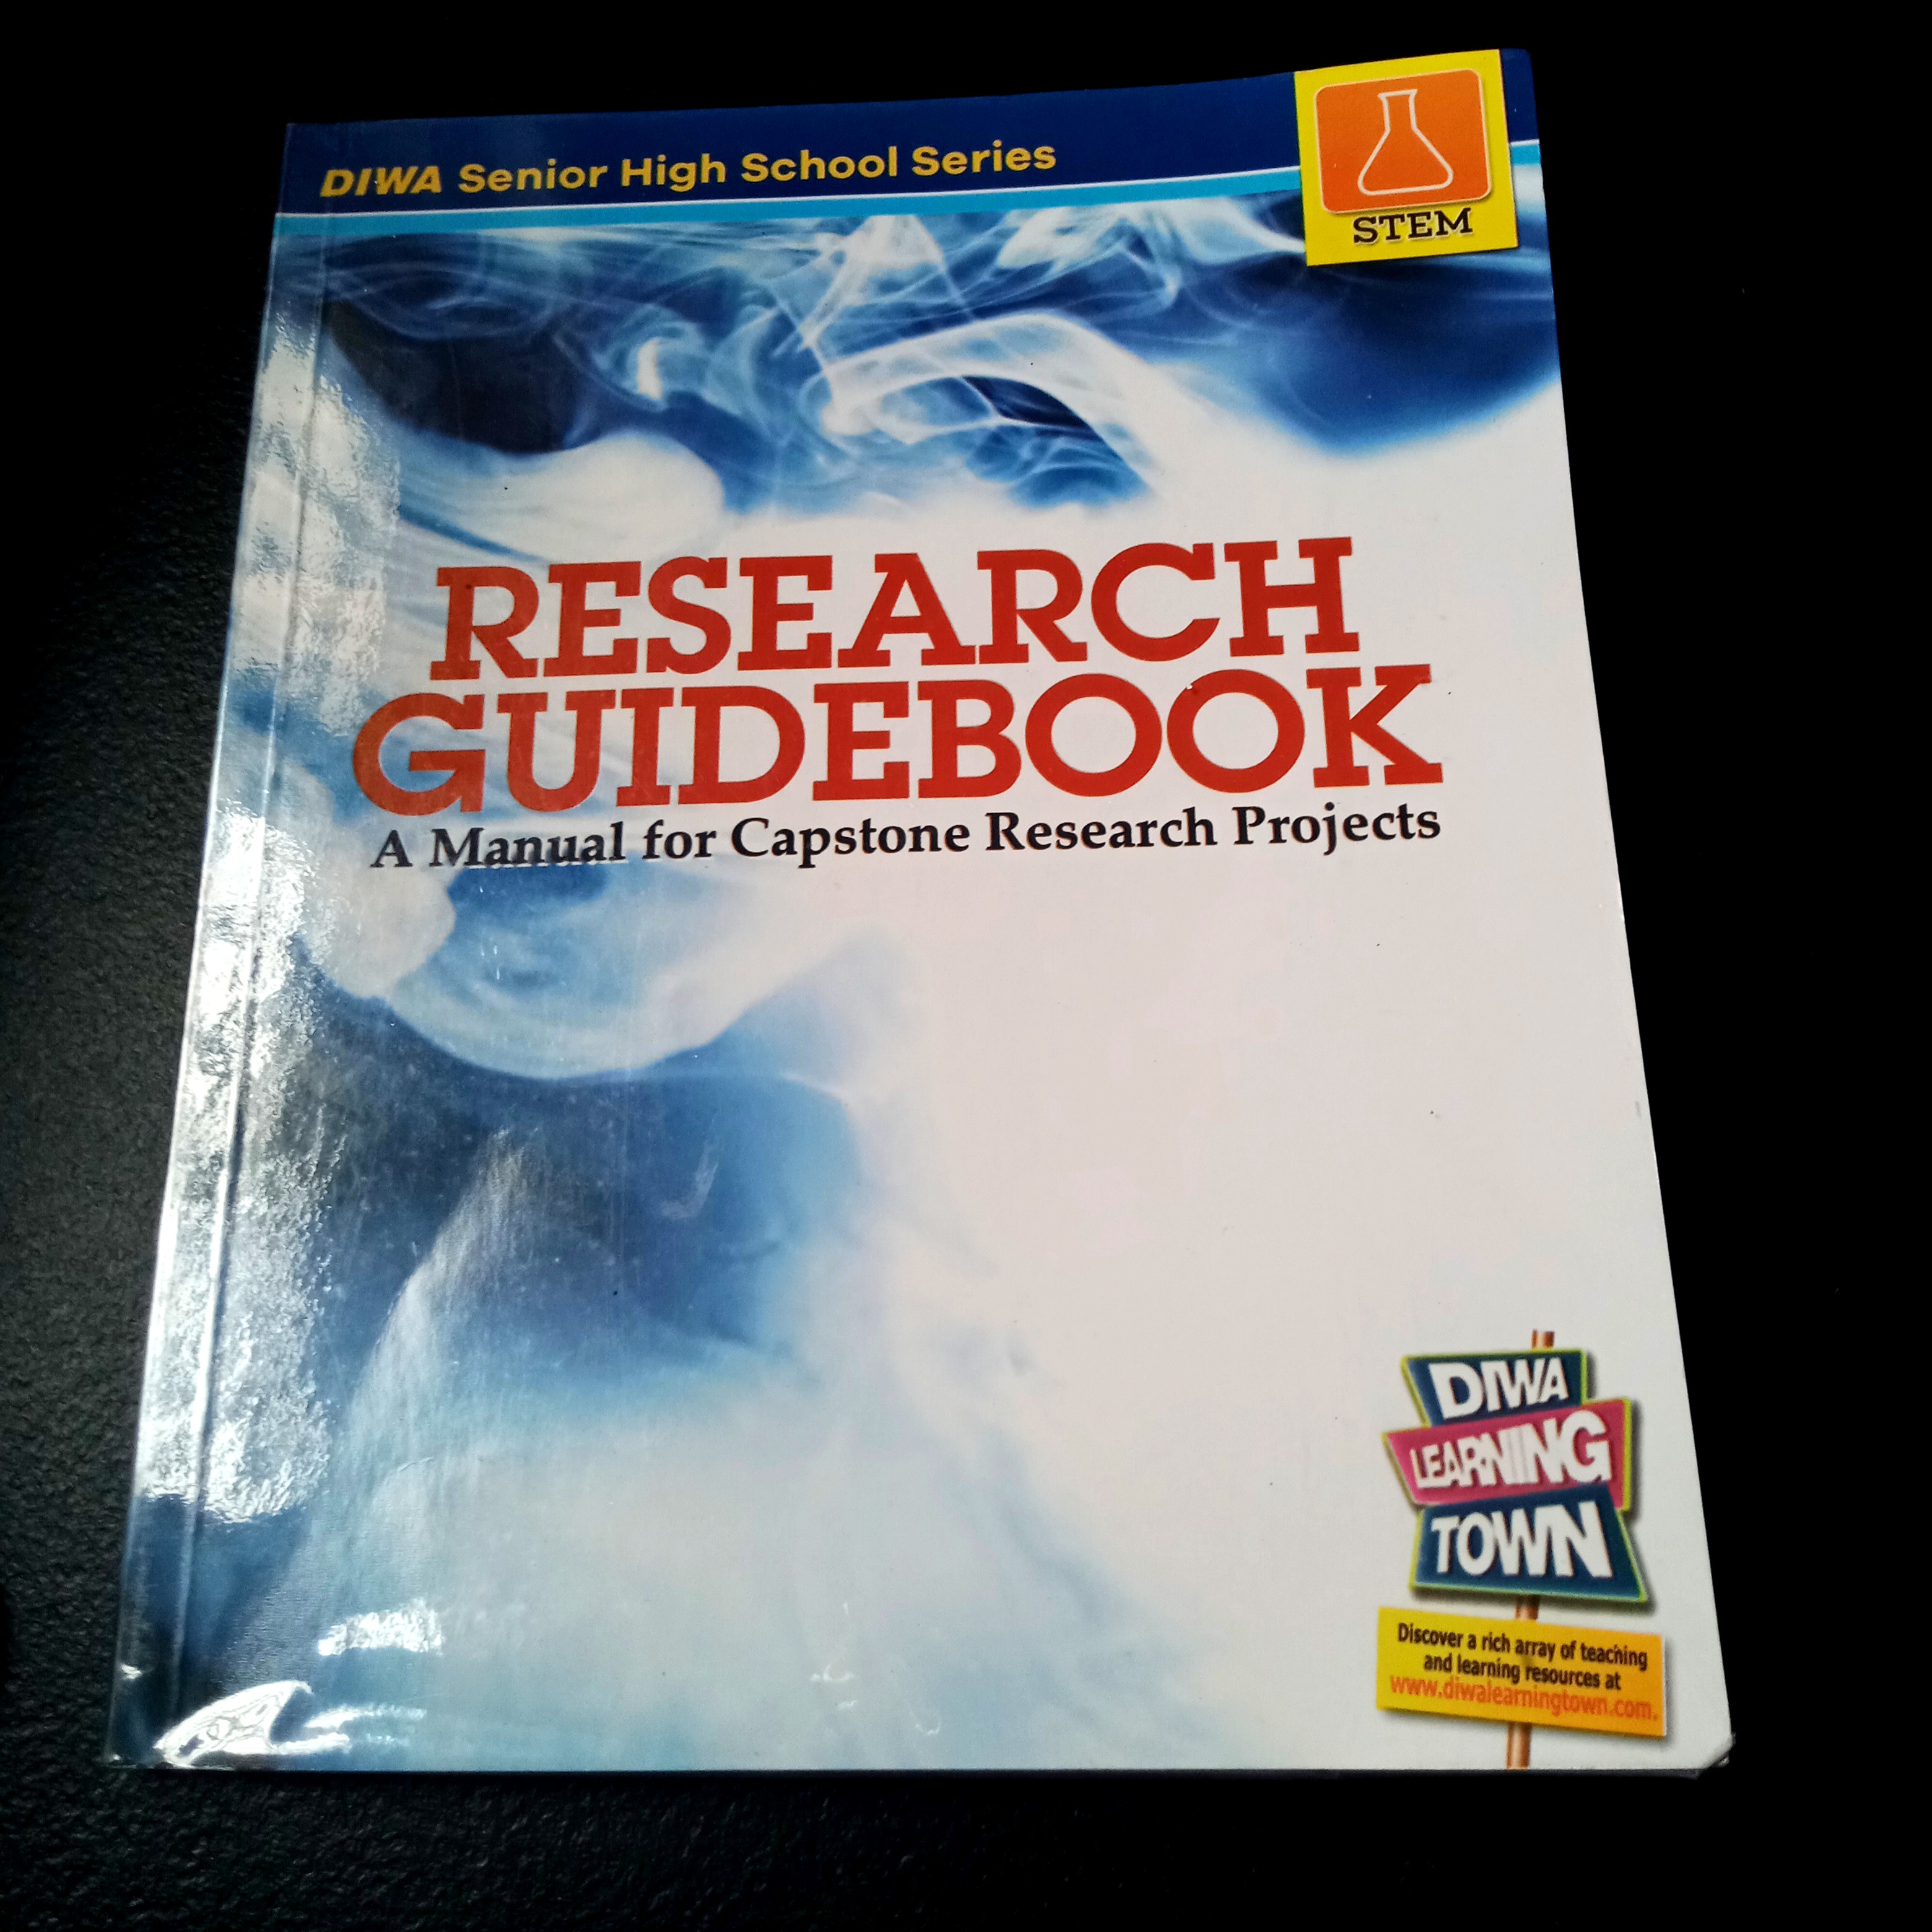 DIWA Senior High School Series
STEM
RESEARCH
GUIDEBOOK
A Manual for Capstone Research Projects
DIWA
LEARNING
TOWN
Discover a rich array of teaching
and learning resources at
www.diwalearningtown.com.